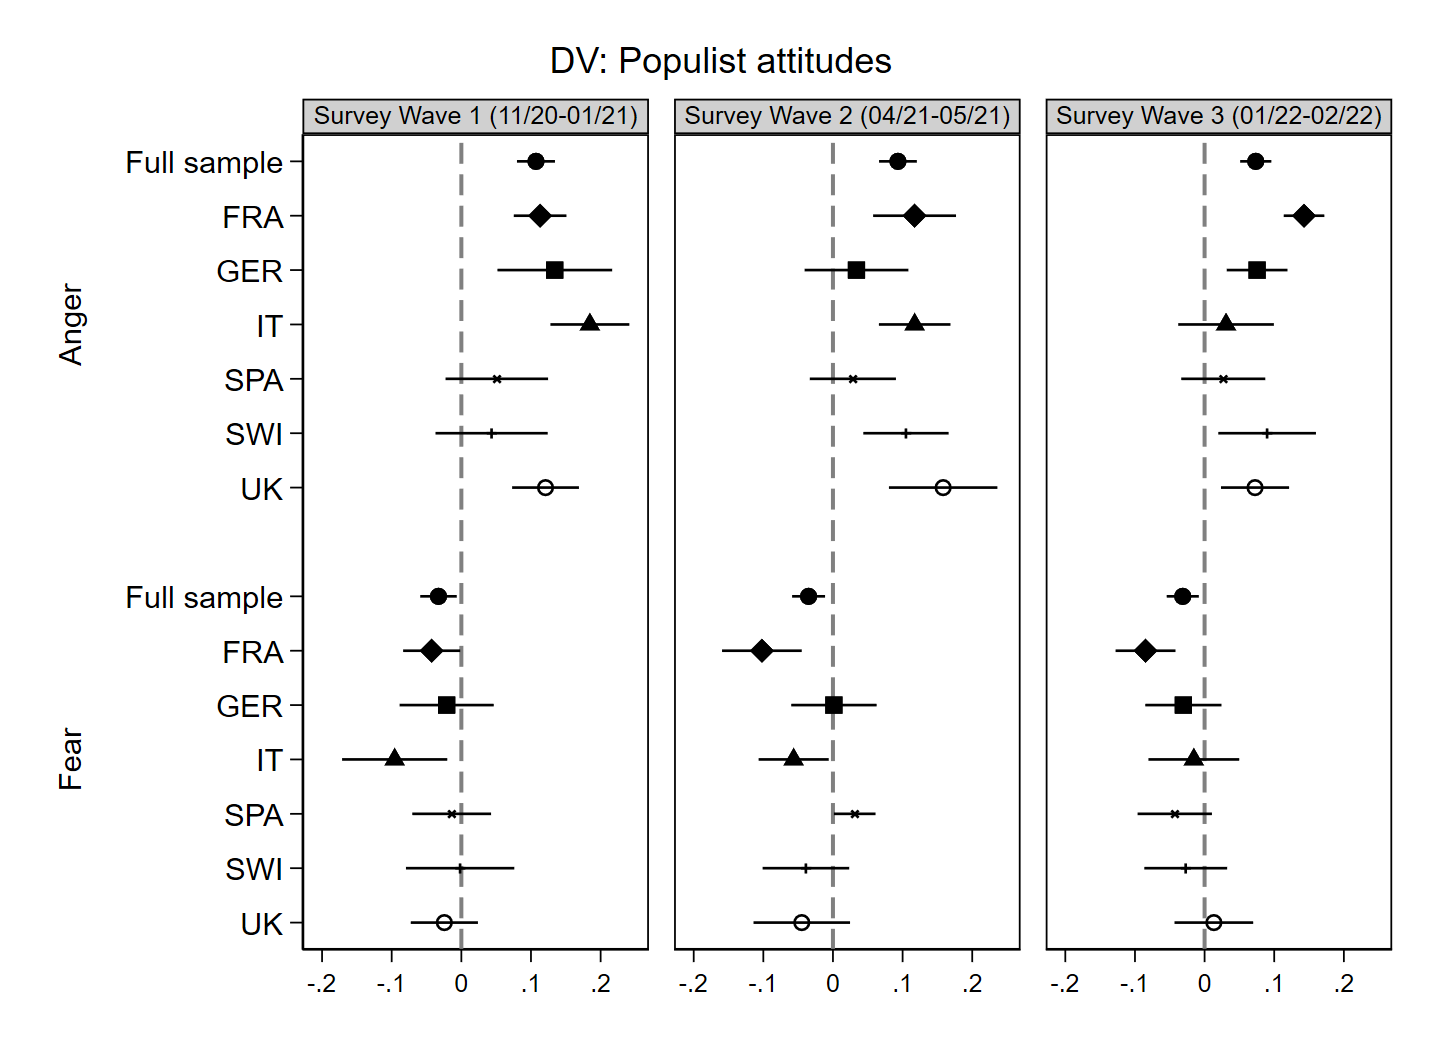 DV: Populist attitudes
Survey Wave 1 (11/20-01/21)
Survey Wave 2 (04/21-05/21)
Survey Wave 3 (01/22-02/22)
Anger
Full sample
FRA
GER
IT
SPA
SWI
UK
Fear
Full sample
FRA
GER
IT
SPA
SWI
UK
-.2 -.1 0 .1 .2
-.2 -.1 0 .1 .2
-.2 -.1 0 .1 .2